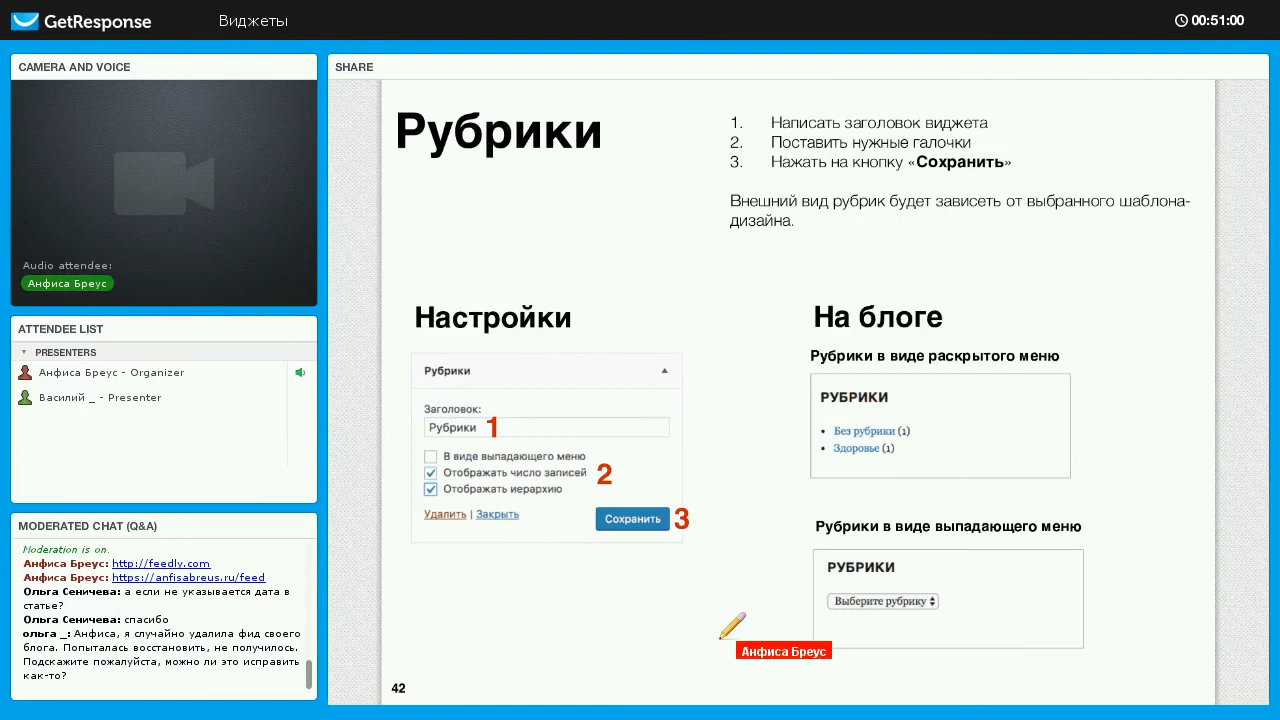 GetResponse
Виджеты
00:51:00
CAMERA AND VOICE
Audio attendee:
Анфиса Бреус
ATTENDEE LIST
PRESENTERS
Анфиса Бреус - Organizer
Василий _ - Presenter
MODERATED CHAT (Q&A)
Moderation is on.
Анфиса Бреус: http://feedly.com
Анфиса Бреус: https://anfisabreus.ru/feed
Ольга Сеничева: а если не указывается дата в
статье?
Ольга Сеничева: спасибо
ольга _: Анфиса, я случайно удалила фид своего
блога. Попыталась восстановить, не получилось.
Подскажите пожалуйста, можно ли это исправить
как-то?
SHARE
Рубрики
1. Написать заголовок виджета
2. Поставить нужные галочки
3. Нажать на кнопку «Сохранить»
Внешний вид рубрик будет зависеть от выбранного шаблона-
дизайна.
Настройки
Рубрики
Заголовок:
Рубрики 1
В виде выпадающего меню
Отображать число записей 2
Отображать иерархию
Удалить | Закрыть Сохранить 3
На блоге
Рубрики в виде раскрытого меню
РУБРИКИ
Без рубрики (1)
Здоровье (1)
Рубрики в виде выпадающего меню
РУБРИКИ
Выберите рубрику
Анфиса Бреус
42